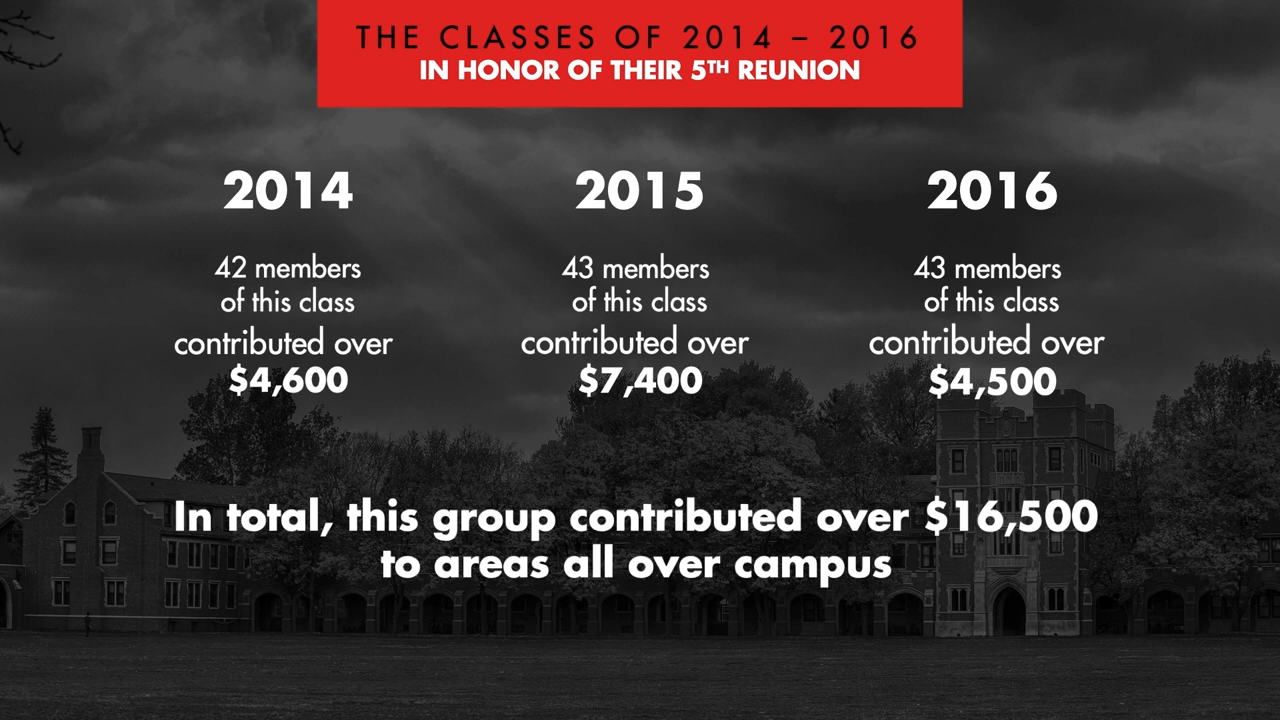 THE CLASSES OF 2014 – 2016
IN HONOR OF THEIR 5TH REUNION
2014
42 members
of this class
contributed over
$4,600
2015
43 members
of this class
contributed over
$7,400
2016
43 members
of this class
contributed over
$4,500
In total, this group contributed over $16,500
to areas all over campus